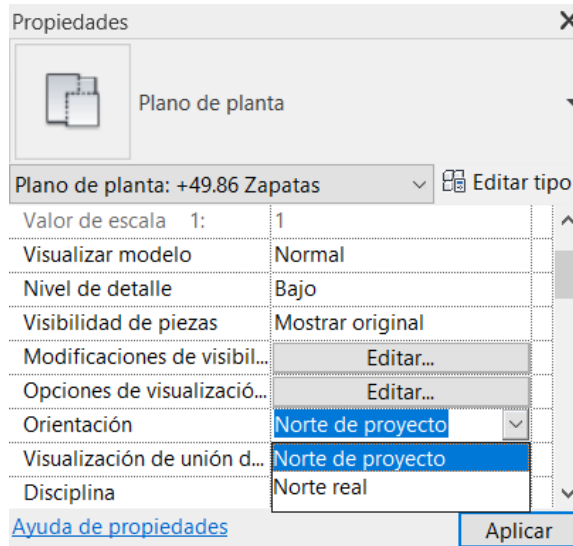 Propiedades X
Plano de planta
Plano de planta: +49.86 Zapatas Editar tipo
Valor de escala 1: 1
Visualizar modelo Normal
Nivel de detalle Bajo
Visibilidad de piezas Mostrar original
Modificaciones de visibil... Editar...
Opciones de visualizació... Editar...
Orientación Norte de proyecto
Visualización de unión d... Norte de proyecto
Disciplina Norte real
Ayuda de propiedades Aplicar